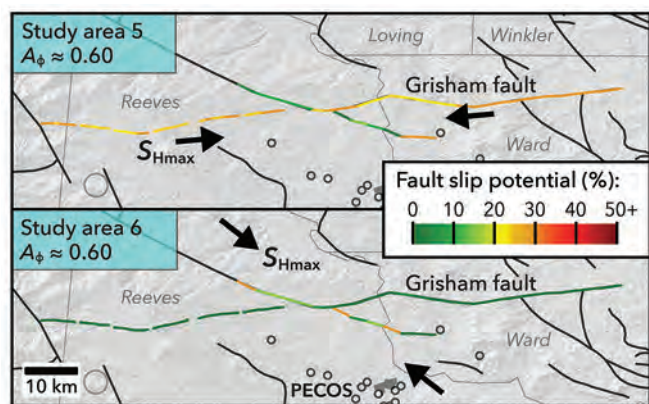 Study area 5
Aϕ ≈ 0.60
Loving
Winkler
Grisham fault
Reeves
SHmax
Ward
Fault slip potential (%):
0 10 20 30 40 50+
Study area 6
Aϕ ≈ 0.60
SHmax
Grisham fault
Reeves
Ward
10 km
PECOS